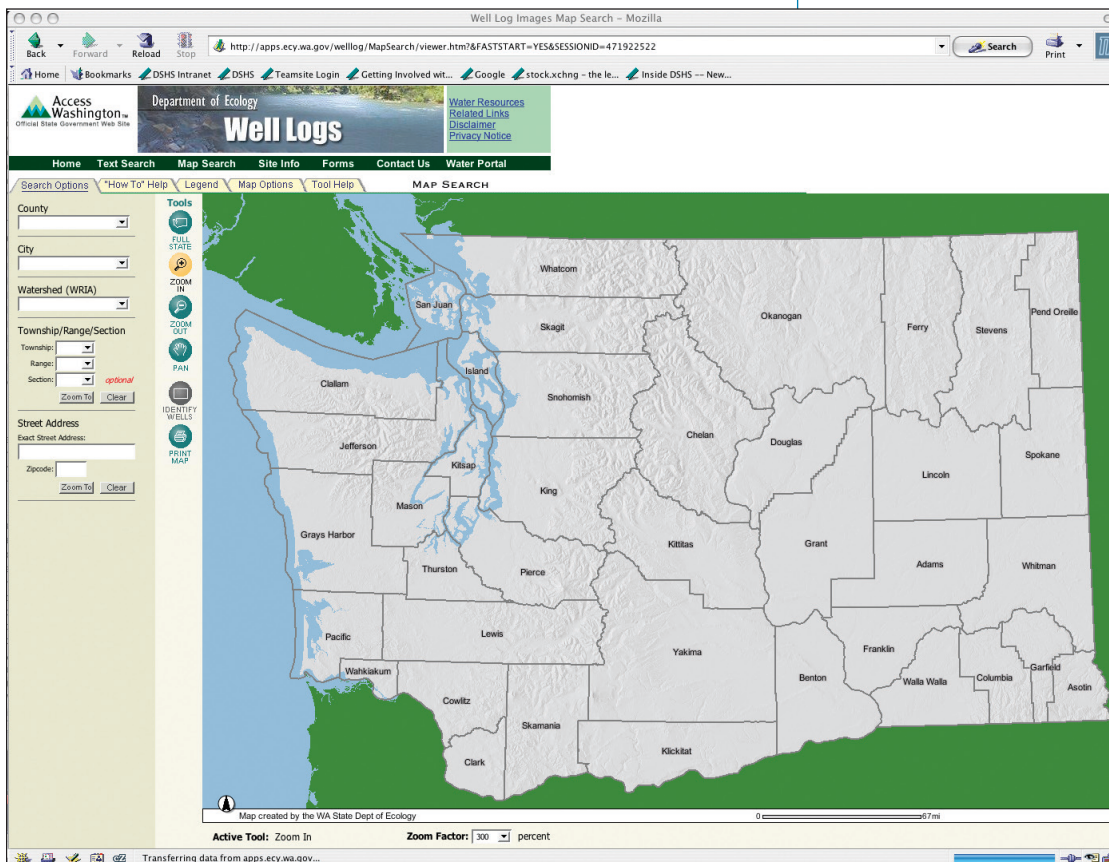 Well Log Images Map Search – Mozilla
Back
Forward
Reload
Stop
http://apps.ecy.wa.gov/welllog/MapSearch/viewer.htm?&FASTSTART=YES&SESSIONID=471922522
Search
Print
Home
Bookmarks
DSHS Intranet
DSHS
Teamsite Login
Getting Involved wit...
Google
stock.xchng - the le...
Inside DSHS -- New...
Access
Washington™
Official State Government Web Site
Department of Ecology
Well Logs
Water Resources
Related Links
Disclaimer
Privacy Notice
Home Text Search Map Search Site Info Forms Contact Us Water Portal
Search Options
"How To" Help
Legend
Map Options
Tool Help
MAP SEARCH
County
City
Watershed (WRIA)
Township/Range/Section
Township:
Range:
Section:
optional
Zoom To
Clear
Street Address
Exact Street Address:
Zipcode:
Zoom To
Clear
Tools
FULL
STATE
ZOOM
IN
ZOOM
OUT
PAN
IDENTIFY
WELLS
PRINT
MAP
Whatcom
San Juan
Skagit
Okanogan
Ferry
Stevens
Pend Oreille
Island
Clallam
Snohomish
Chelan
Douglas
Jefferson
Kitsap
Lincoln
Spokane
King
Mason
Grays Harbor
Kittitas
Grant
Thurston
Pierce
Adams
Whitman
Pacific
Lewis
Yakima
Franklin
Wahkiakum
Benton
Walla Walla
Columbia
Garfield
Asotin
Cowlitz
Skamania
Clark
Klickitat
Map created by the WA State Dept of Ecology
0
67mi
Active Tool: Zoom In
Zoom Factor: 300 percent
Transferring data from apps.ecy.wa.gov...